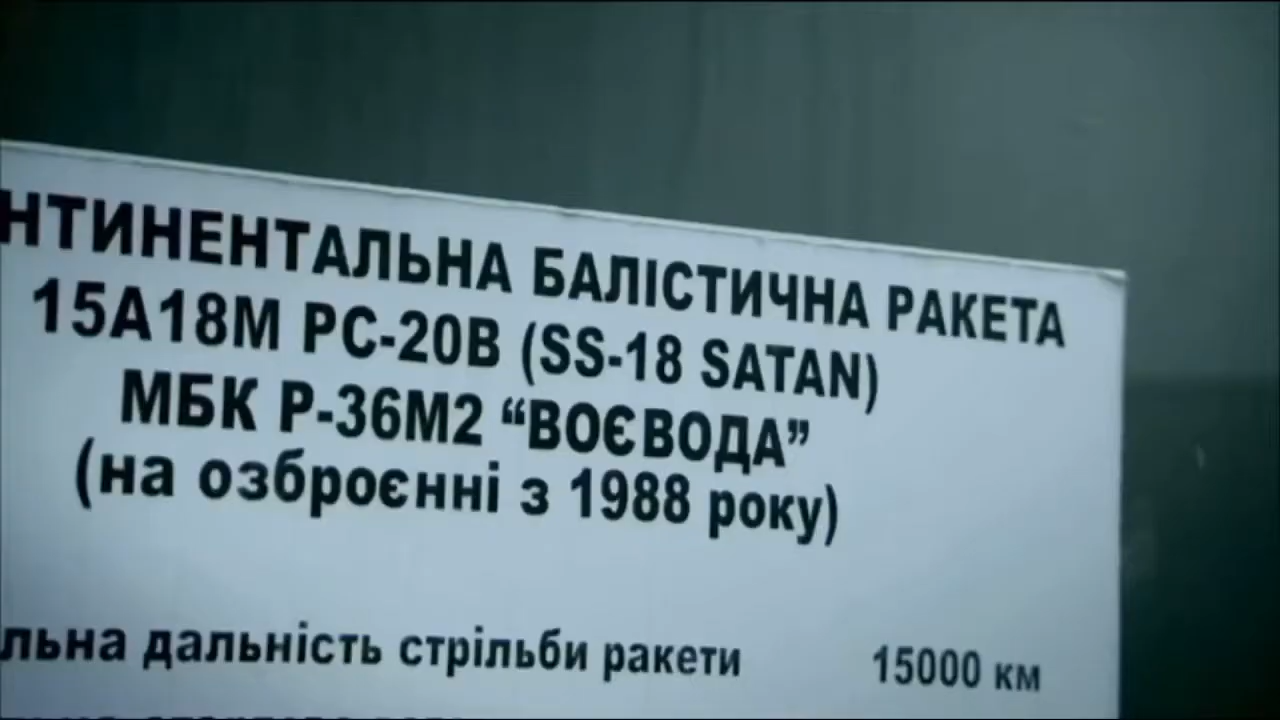 НТИНЕНТАЛЬНА БАЛІСТИЧНА РАКЕТА
15А18М РС-20В (SS-18 SATAN)
МБК Р-36М2 “ВОЄВОДА”
(на озброєнні з 1988 року)
льна дальність стрільби ракети 15000 км